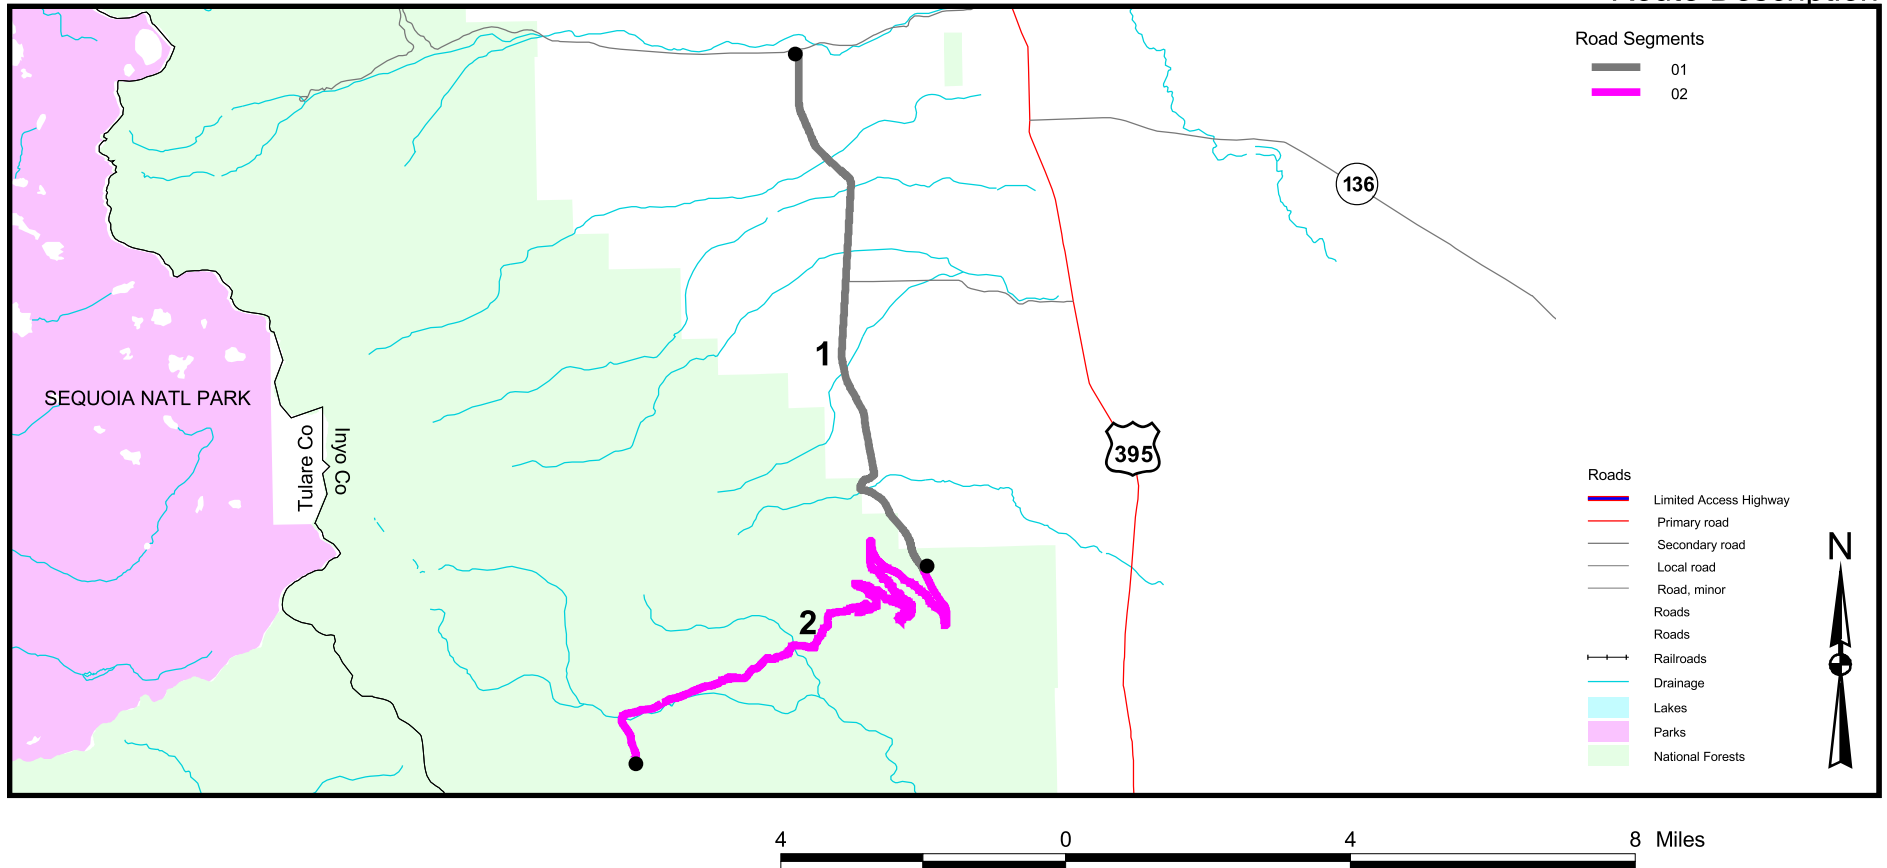 Route Description
Road Segments
01
02
136
1
SEQUOIA NATL PARK
Tulare Co
Inyo Co
395
2
Roads
Limited Access Highway
Primary road
Secondary road
Local road
Road, minor
Roads
Roads
Railroads
Drainage
Lakes
Parks
National Forests
N
4 0 4 8 Miles